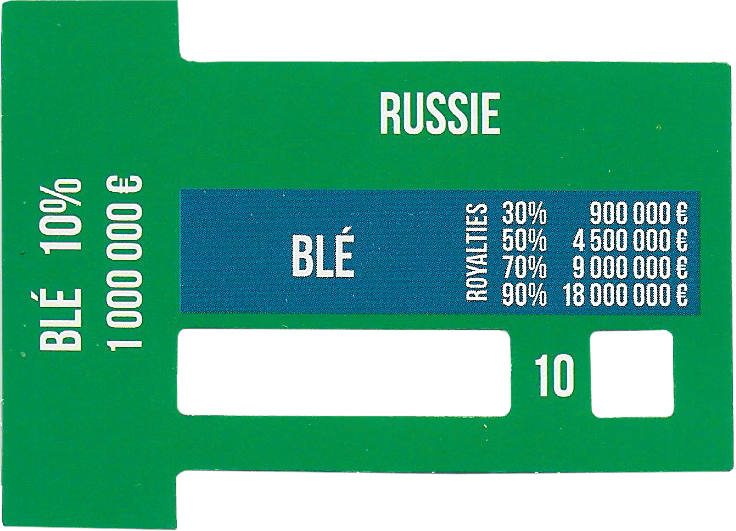 BLÉ 10%
1 000 000 €
RUSSIE
BLÉ
ROYALTIES
30% 900 000 €
50% 4 500 000 €
70% 9 000 000 €
90% 18 000 000 €
10